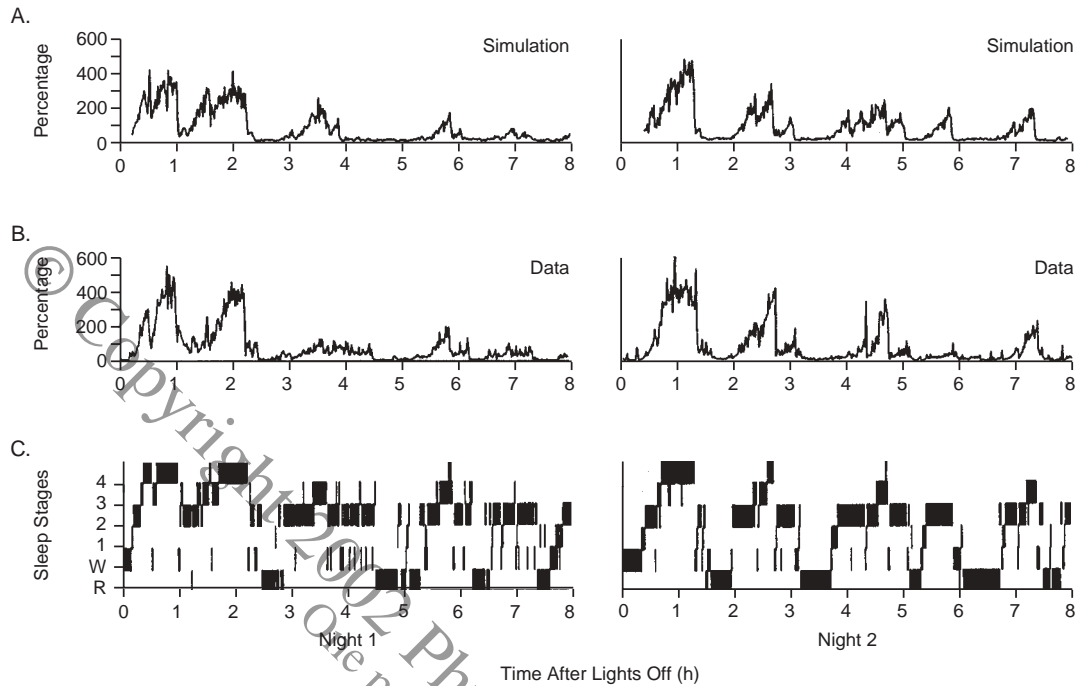 A.
Percentage
600
400
200
0
Simulation
0 1 2 3 4 5 6 7 8
Simulation
0 1 2 3 4 5 6 7 8
B.
Percentage
600
400
200
0
Data
0 1 2 3 4 5 6 7 8
Data
0 1 2 3 4 5 6 7 8
C.
Sleep Stages
4
3
2
1
W
R
0 1 2 3 4 5 6 7 8
Night 1
0 1 2 3 4 5 6 7 8
Night 2
Time After Lights Off (h)
© Copyright 2002 Ph
One